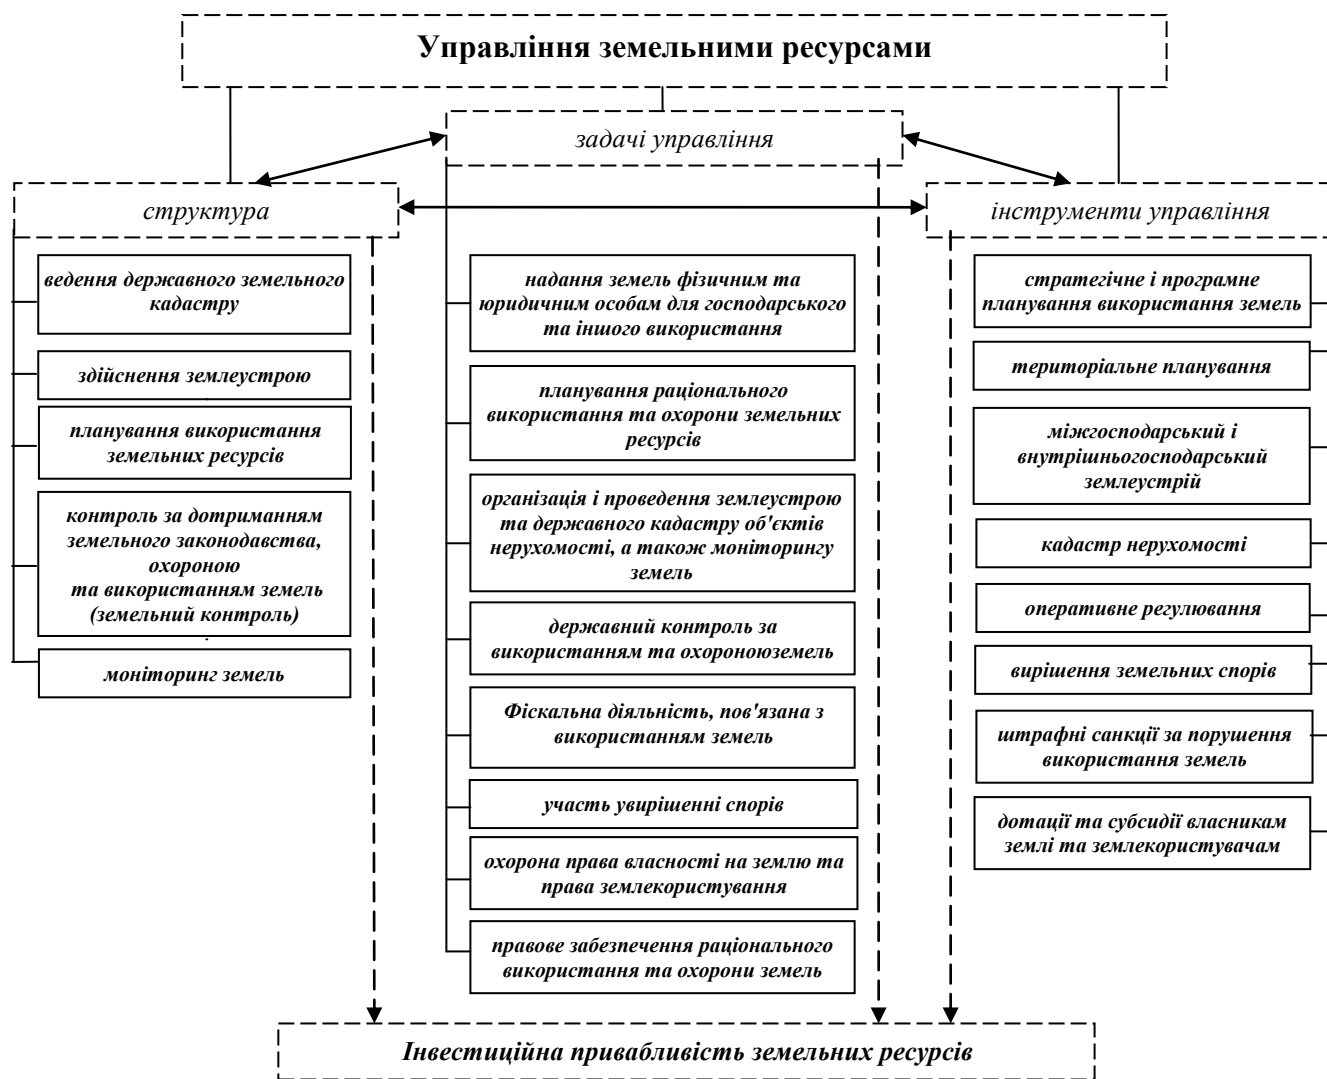 Управління земельними ресурсами
задачі управління
структура
інструменти управління
ведення державного земельного
кадастру
здійснення землеустрою
планування використання
земельних ресурсів
контроль за дотриманням
земельного законодавства,
охороною
та використанням земель
(земельний контроль)
моніторинг земель
надання земель фізичним та
юридичним особам для господарського
та іншого використання
планування раціонального
використання та охорони земельних
ресурсів
організація і проведення землеустрою
та державного кадастру об'єктів
нерухомості, а також моніторингу
земель
державний контроль за
використанням та охороноюземель
Фіскальна діяльність, пов'язана з
використанням земель
участь увирішенні спорів
охорона права власності на землю та
права землекористування
правове забезпечення раціонального
використання та охорони земель
стратегічне і програмне
планування використання земель
територіальне планування
міжгосподарський і
внутрішньогосподарський
землеустрій
кадастр нерухомості
оперативне регулювання
вирішення земельних спорів
штрафні санкції за порушення
використання земель
дотації та субсидії власникам
землі та землекористувачам
Інвестиційна привабливість земельних ресурсів